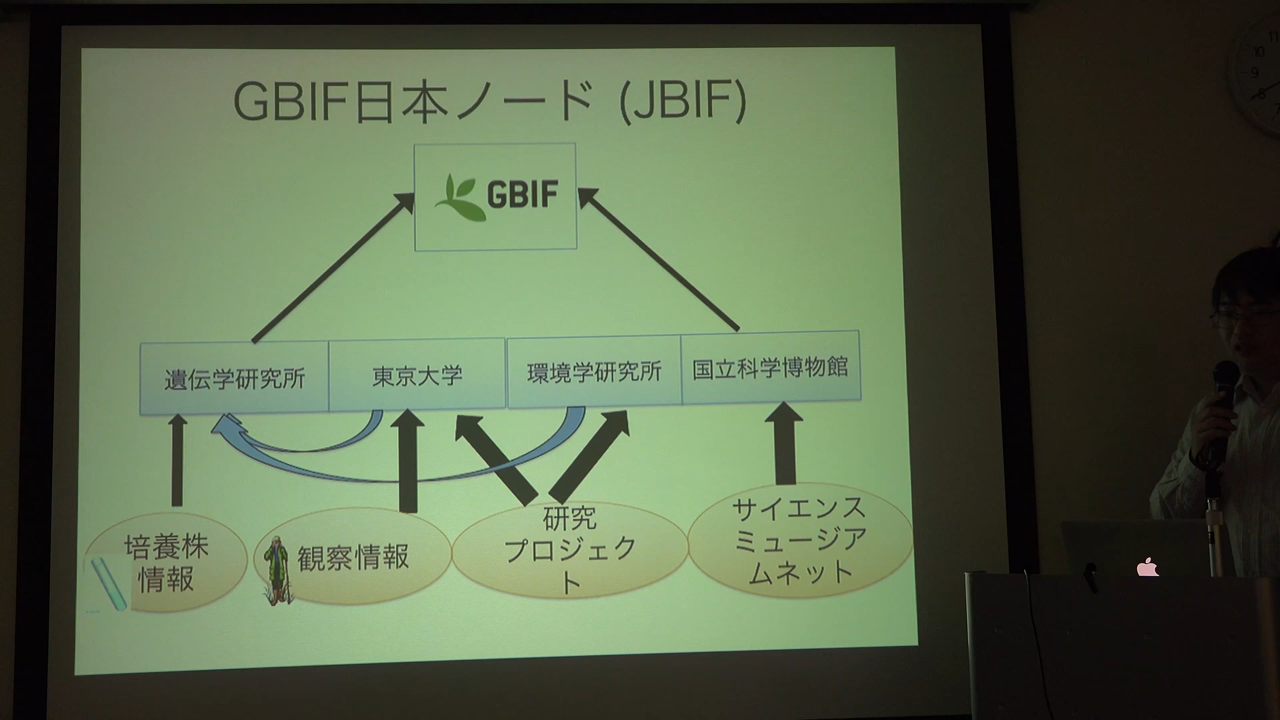 GBIF日本ノード (JBIF)
GBIF
遺伝学研究所
東京大学
環境学研究所
国立科学博物館
培養株
情報
観察情報
研究
プロジェク
ト
サイエンス
ミュージア
ムネット
10
9
8